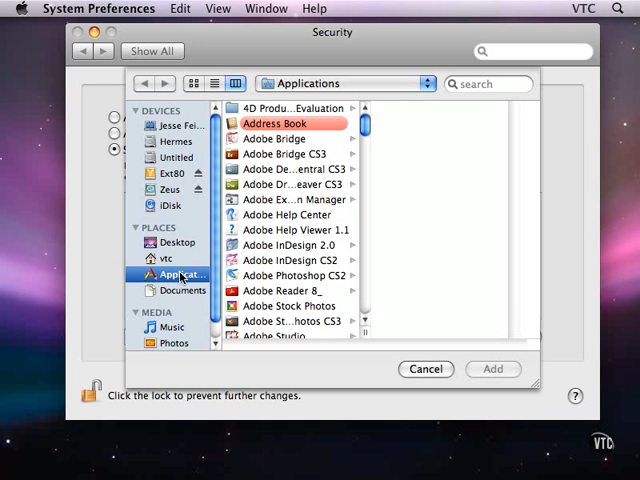 System Preferences Edit View Window Help VTC
Security
Show All
Applications
search
DEVICES
Jesse Fei...
Hermes
Untitled
Ext80
Zeus
iDisk
PLACES
Desktop
vtc
Applicat...
Documents
MEDIA
Music
Photos
4D Produ...Evaluation
Address Book
Adobe Bridge
Adobe Bridge CS3
Adobe De...entral CS3
Adobe Dr...eaver CS3
Adobe Ex...n Manager
Adobe Help Center
Adobe Help Viewer 1.1
Adobe InDesign 2.0
Adobe InDesign CS2
Adobe Photoshop CS2
Adobe Reader 8_
Adobe Stock Photos
Adobe St...hotos CS3
Adobe Studio
Cancel Add
Click the lock to prevent further changes.
?
VTC